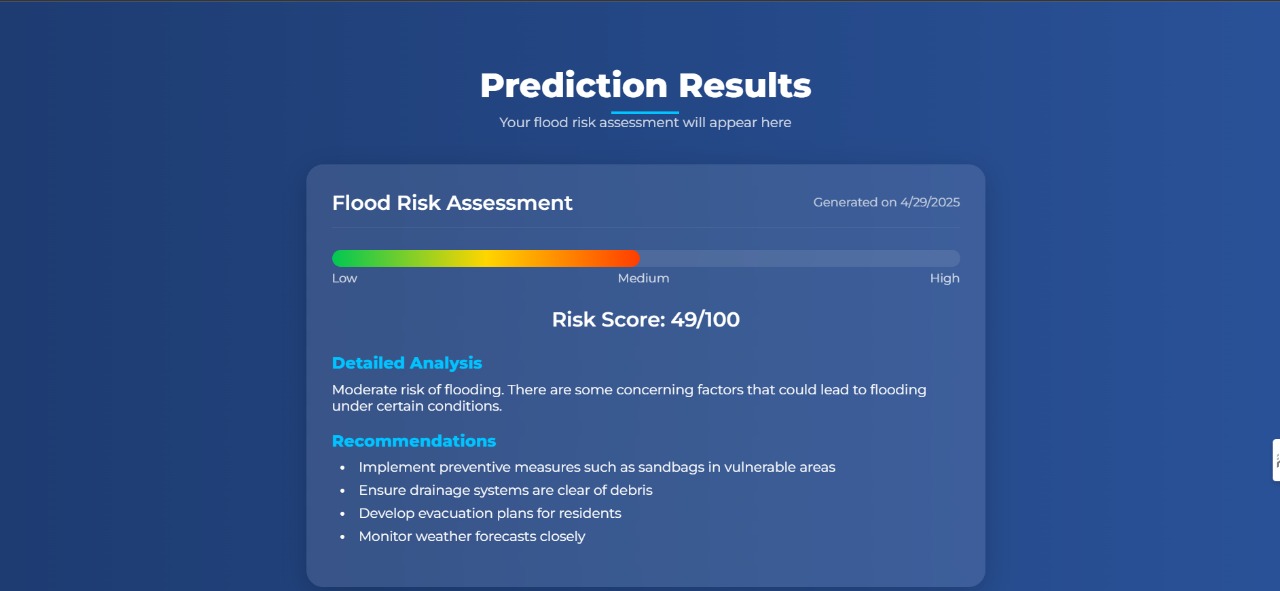 Prediction Results
Your flood risk assessment will appear here
Flood Risk Assessment
Generated on 4/29/2025
Low
Medium
High
Risk Score: 49/100
Detailed Analysis
Moderate risk of flooding. There are some concerning factors that could lead to flooding
under certain conditions.
Recommendations
• Implement preventive measures such as sandbags in vulnerable areas
• Ensure drainage systems are clear of debris
• Develop evacuation plans for residents
• Monitor weather forecasts closely